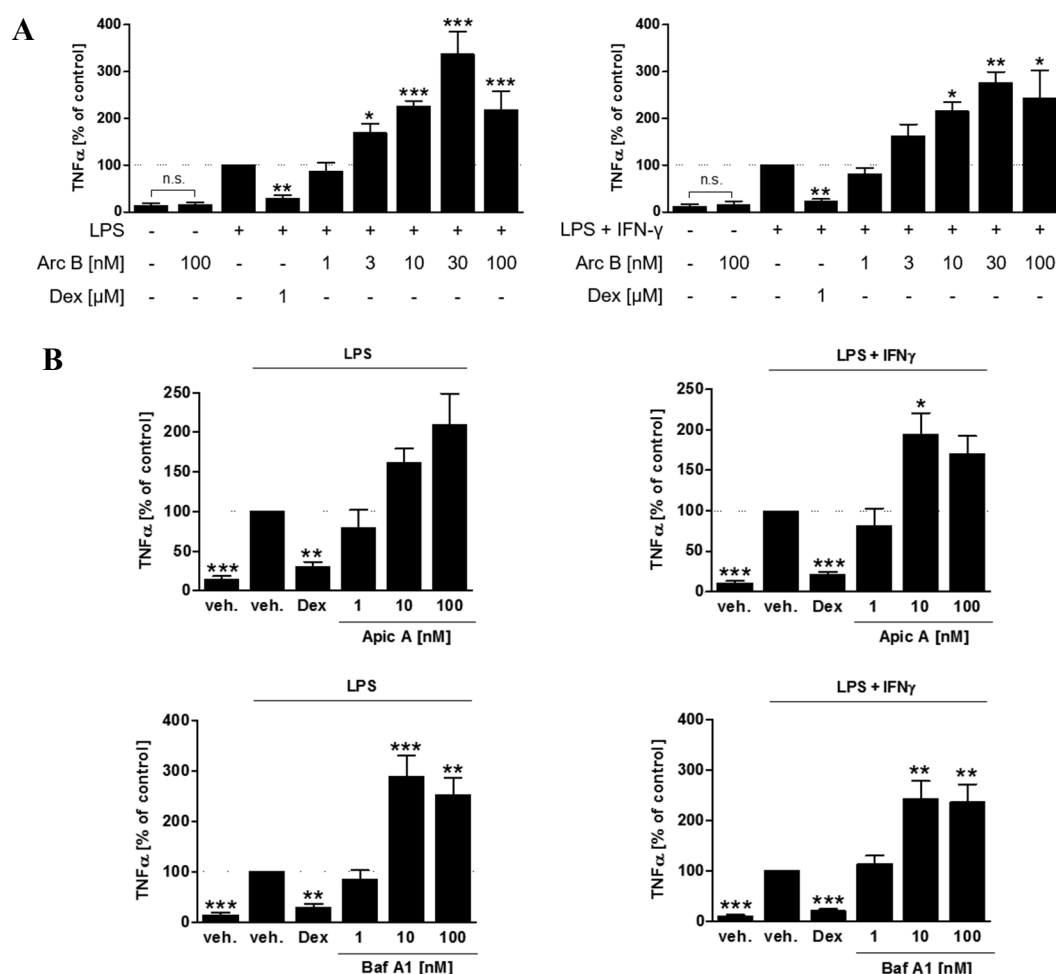 A
TNFα [% of control]
400
300
200
100
0
n.s.
**
*
***
***
***
LPS - - + + + + + + +
Arc B [nM] - 100 - - 1 3 10 30 100
Dex [µM] - - - 1 - - - - -
TNFα [% of control]
400
300
200
100
0
n.s.
**
*
**
*
LPS + IFN-γ - - + + + + + + +
Arc B [nM] - 100 - - 1 3 10 30 100
Dex [µM] - - - 1 - - - - -
B
LPS
TNFα [% of control]
250
200
150
100
50
0
***
**
veh. veh. Dex 1 10 100
Apic A [nM]
LPS + IFNγ
TNFα [% of control]
250
200
150
100
50
0
***
***
*
veh. veh. Dex 1 10 100
Apic A [nM]
LPS
TNFα [% of control]
400
300
200
100
0
***
**
***
**
veh. veh. Dex 1 10 100
Baf A1 [nM]
LPS + IFNγ
TNFα [% of control]
400
300
200
100
0
***
***
**
**
veh. veh. Dex 1 10 100
Baf A1 [nM]